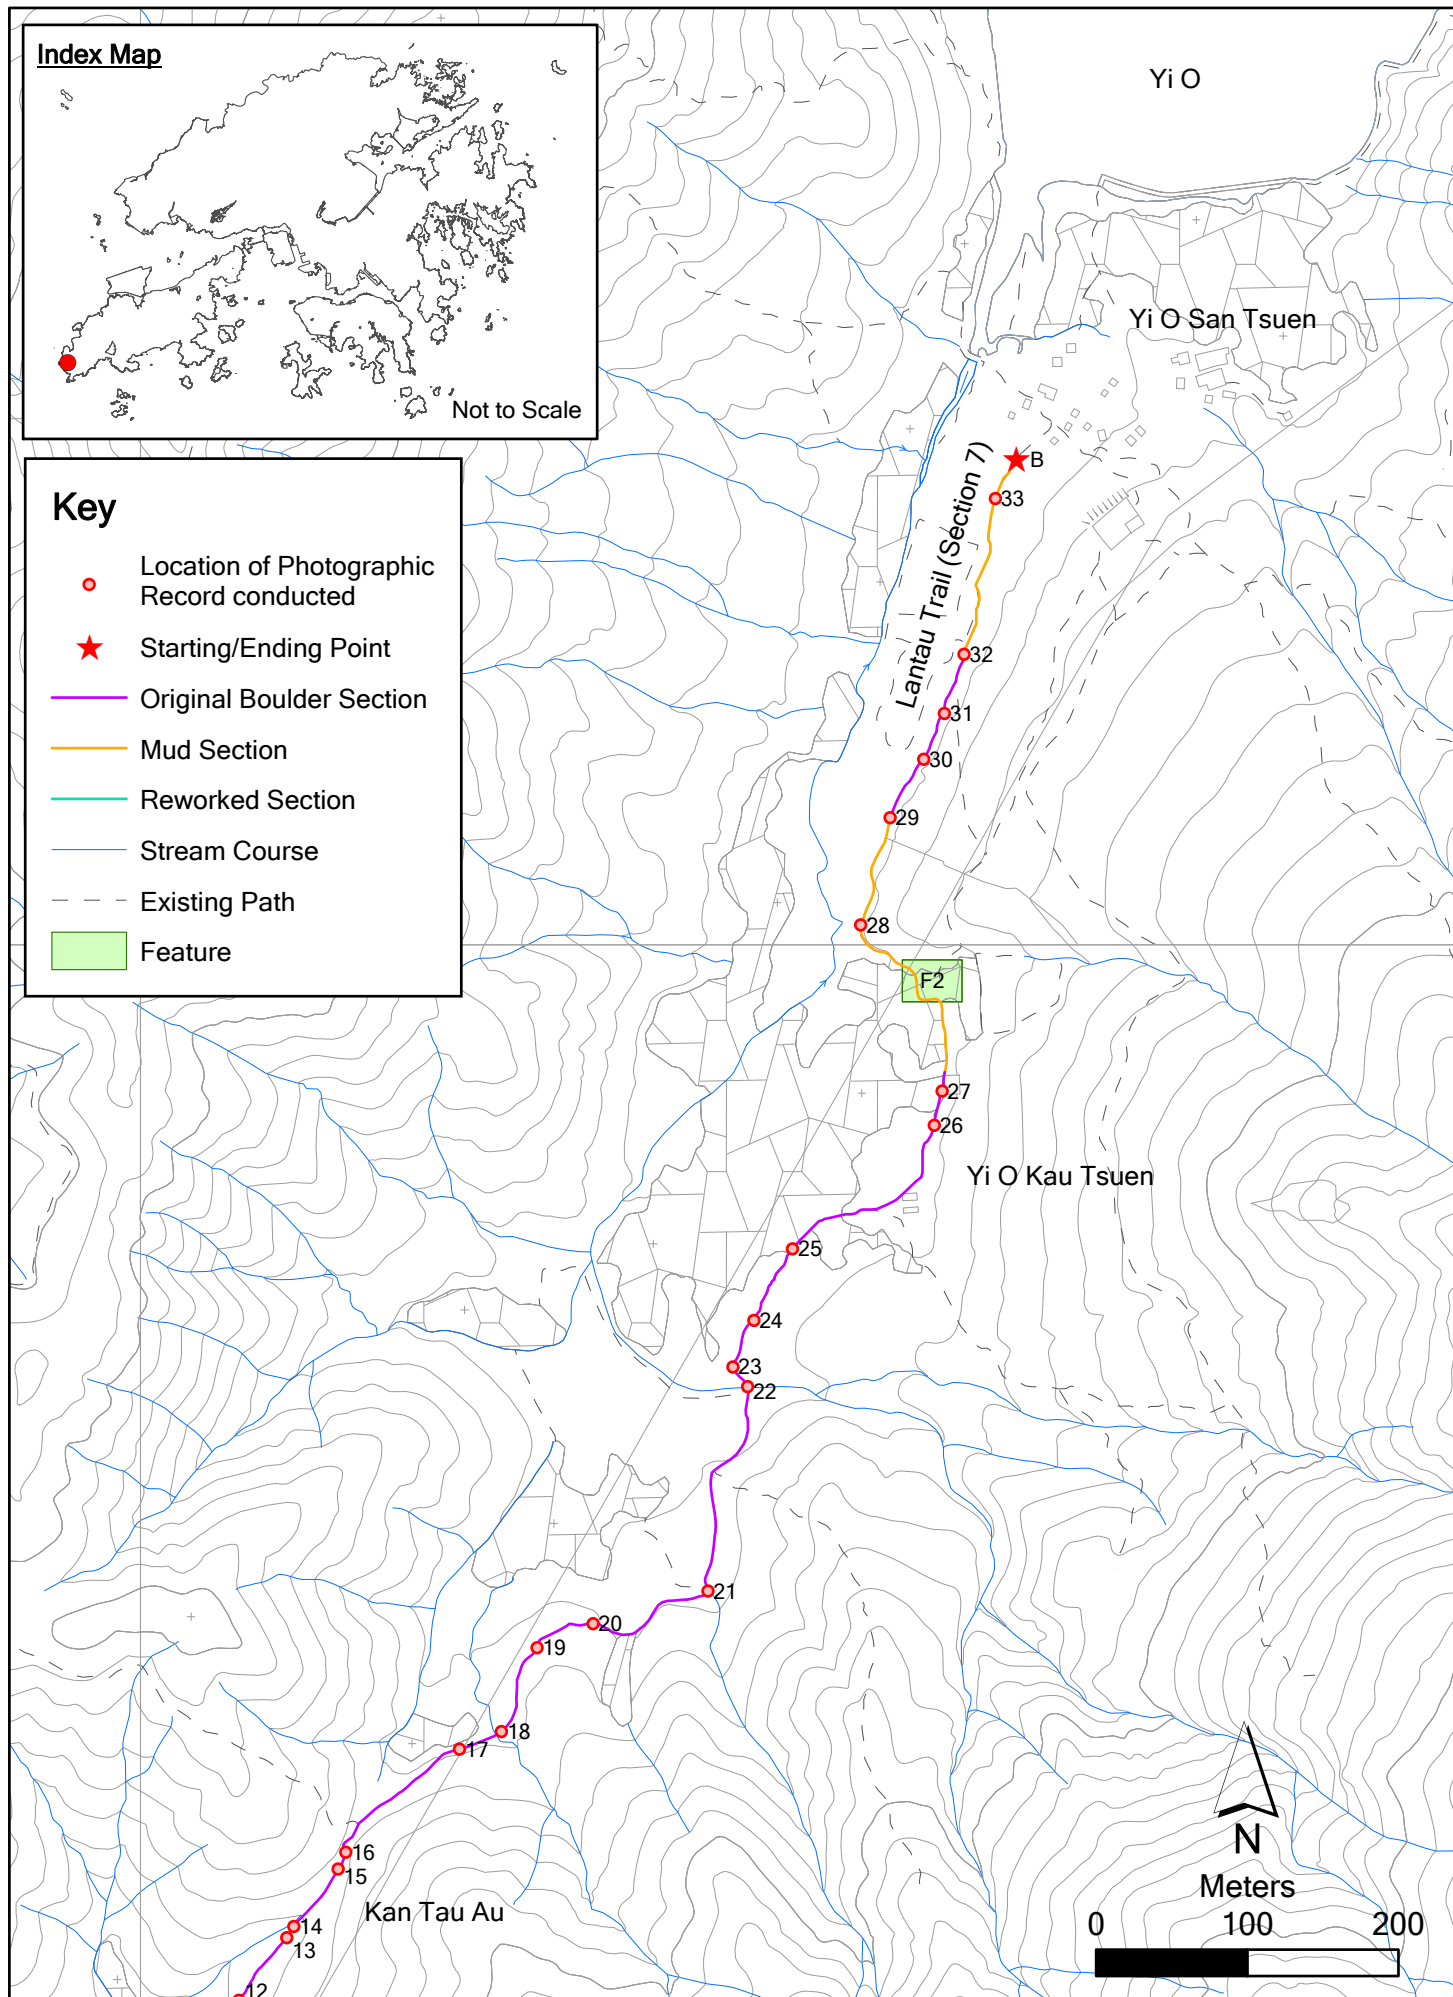 Index Map
Not to Scale
Yi O
Yi O San Tsuen
Key
Location of Photographic
Record conducted
Starting/Ending Point
Original Boulder Section
Mud Section
Reworked Section
Stream Course
Existing Path
Feature
B
33
Lantau Trail (Section 7)
32
31
30
29
28
F2
27
26
Yi O Kau Tsuen
25
24
23
22
21
20
19
18
17
16
15
Kan Tau Au
14
13
12
N
Meters
0 100 200